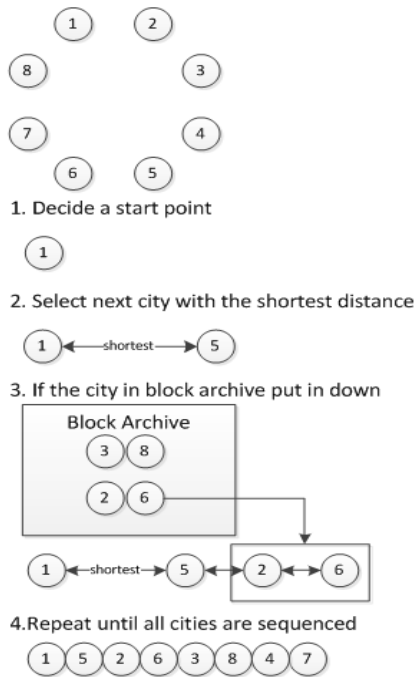 1 2
8 3
7 4
6 5
1. Decide a start point
1
2. Select next city with the shortest distance
1 shortest 5
3. If the city in block archive put in down
Block Archive
3 8
2 6
1 shortest 5 2 6
4.Repeat until all cities are sequenced
1 5 2 6 3 8 4 7